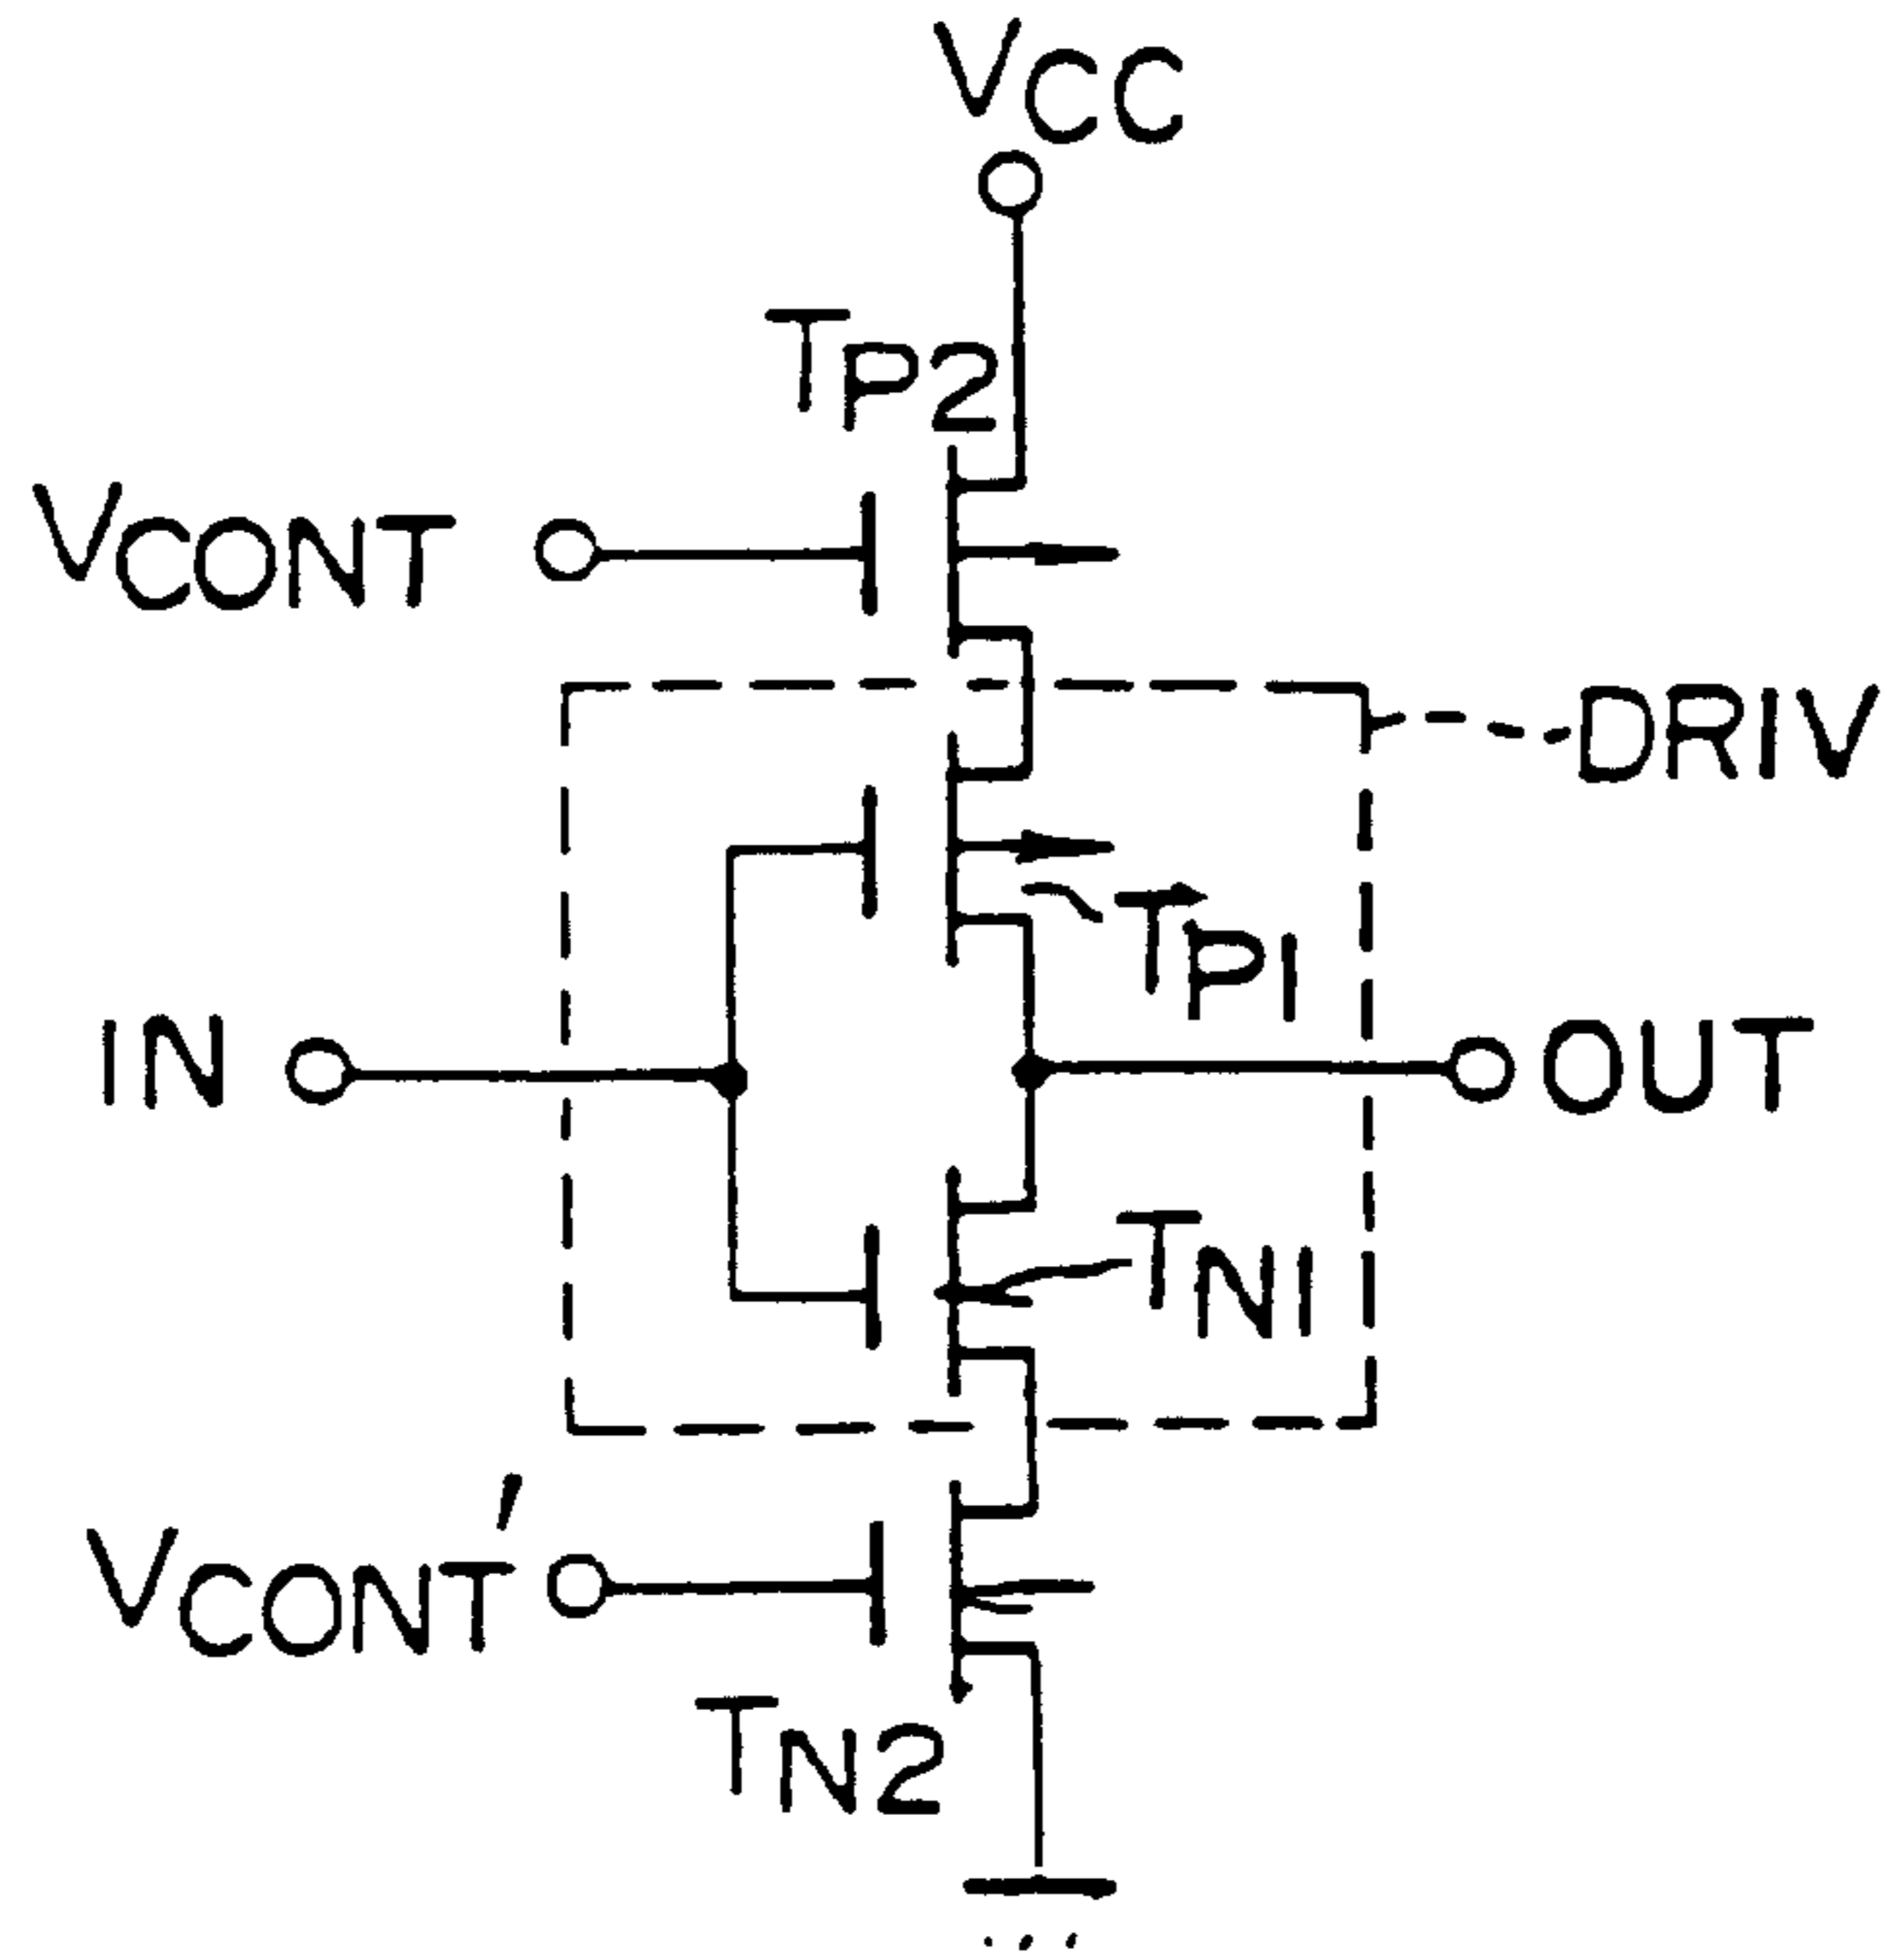 VCC
TP2
VCONT
DRIV
TP1
IN
OUT
TN1
VCONT'
TN2